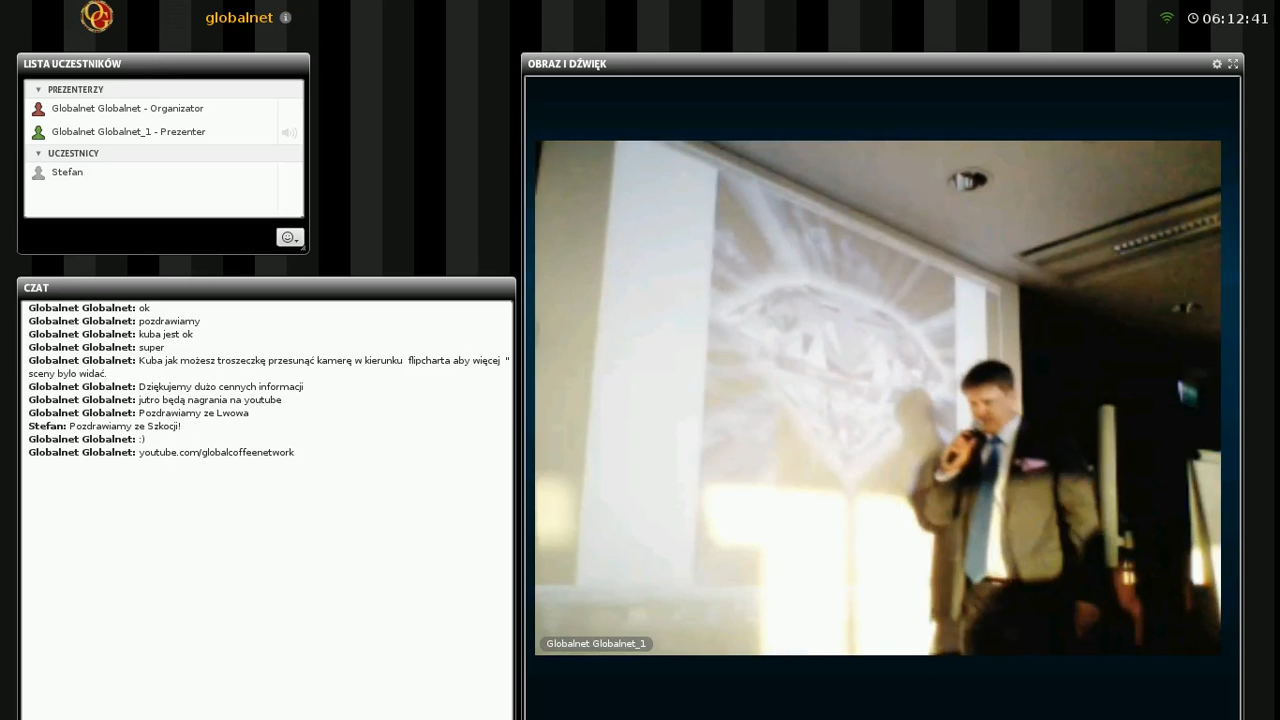 OG
globalnet
06:12:41
LISTA UCZESTNIKÓW
PREZENTERZY
Globalnet Globalnet - Organizator
Globalnet Globalnet_1 - Prezenter
UCZESTNICY
Stefan
CZAT
Globalnet Globalnet: ok
Globalnet Globalnet: pozdrawiamy
Globalnet Globalnet: kuba jest ok
Globalnet Globalnet: super
Globalnet Globalnet: Kuba jak możesz troszeczkę przesunąć kamerę w kierunku flipcharta aby więcej "
sceny bylo widać.
Globalnet Globalnet: Dziękujemy dużo cennych informacji
Globalnet Globalnet: jutro będą nagrania na youtube
Globalnet Globalnet: Pozdrawiamy ze Lwowa
Stefan: Pozdrawiamy ze Szkocji!
Globalnet Globalnet: :)
Globalnet Globalnet: youtube.com/globalcoffeenetwork
OBRAZ I DŹWIĘK
Globalnet Globalnet_1